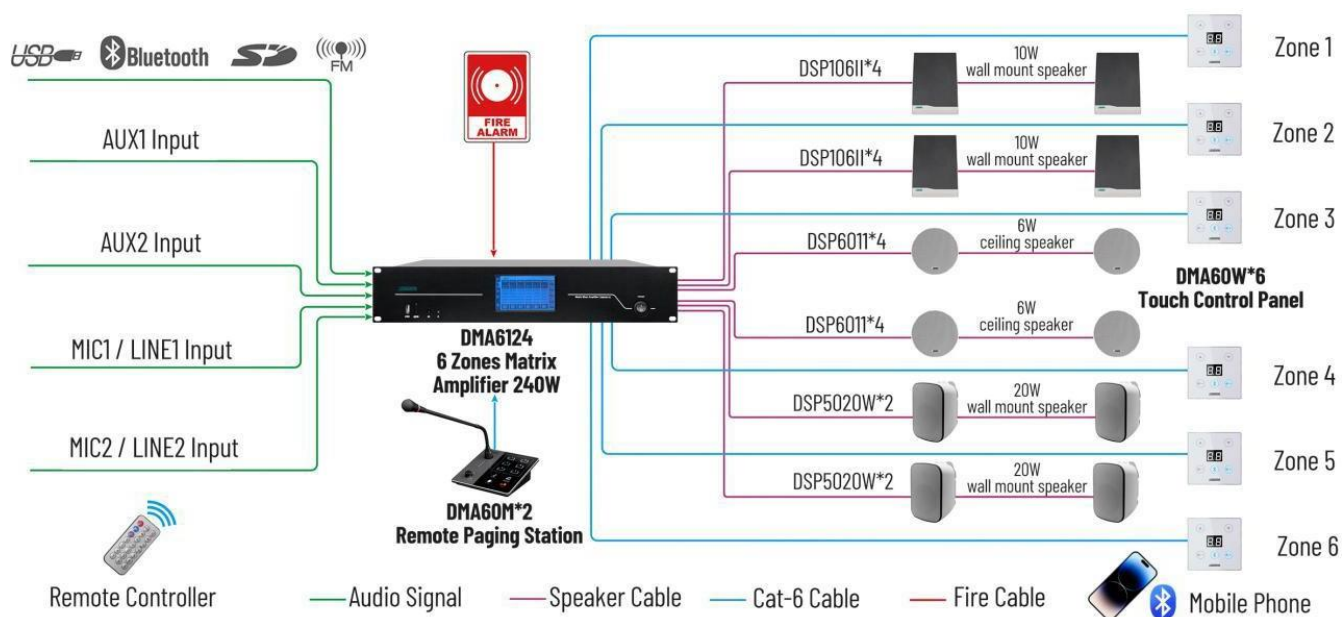 USB
Bluetooth
SD
FM
AUX1 Input
AUX2 Input
MIC1 / LINE1 Input
MIC2 / LINE2 Input
Remote Controller
FIRE
ALARM
DMA6124
6 Zones Matrix
Amplifier 240W
DMA60M*2
Remote Paging Station
DSP106II*4
10W
wall mount speaker
DSP106II*4
10W
wall mount speaker
DSP6011*4
6W
ceiling speaker
DSP6011*4
6W
ceiling speaker
DSP5020W*2
20W
wall mount speaker
DSP5020W*2
20W
wall mount speaker
Zone 1
Zone 2
Zone 3
DMA60W*6
Touch Control Panel
Zone 4
Zone 5
Zone 6
Audio Signal
Speaker Cable
Cat-6 Cable
Fire Cable
Mobile Phone